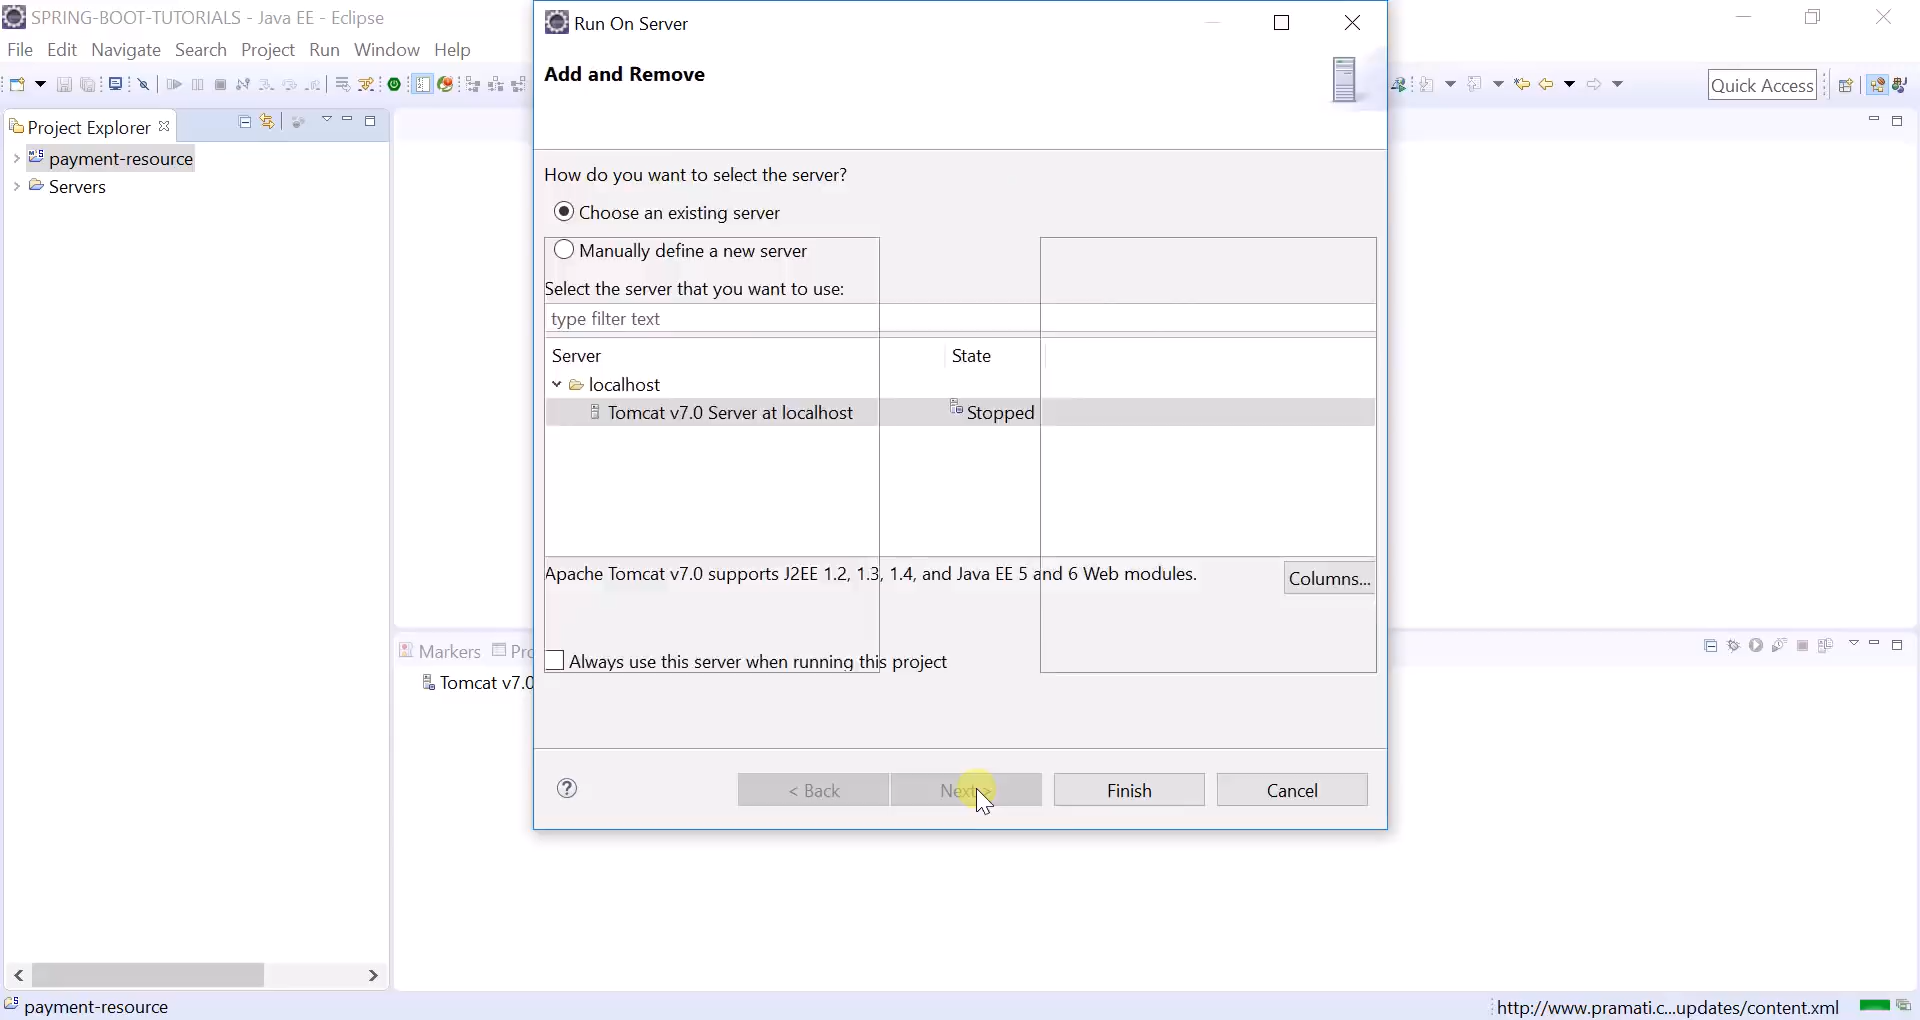 SPRING-BOOT-TUTORIALS - Java EE - Eclipse
File Edit Navigate Search Project Run Window Help
Quick Access
Project Explorer
payment-resource
Servers
Run On Server
Add and Remove
How do you want to select the server?
Choose an existing server
Manually define a new server
Select the server that you want to use:
type filter text
Server State
localhost
Tomcat v7.0 Server at localhost Stopped
Apache Tomcat v7.0 supports J2EE 1.2, 1.3, 1.4, and Java EE 5 and 6 Web modules.
Columns...
Always use this server when running this project
< Back Next > Finish Cancel
Markers
Tomcat v7.0
payment-resource
http://www.pramati.c...updates/content.xml